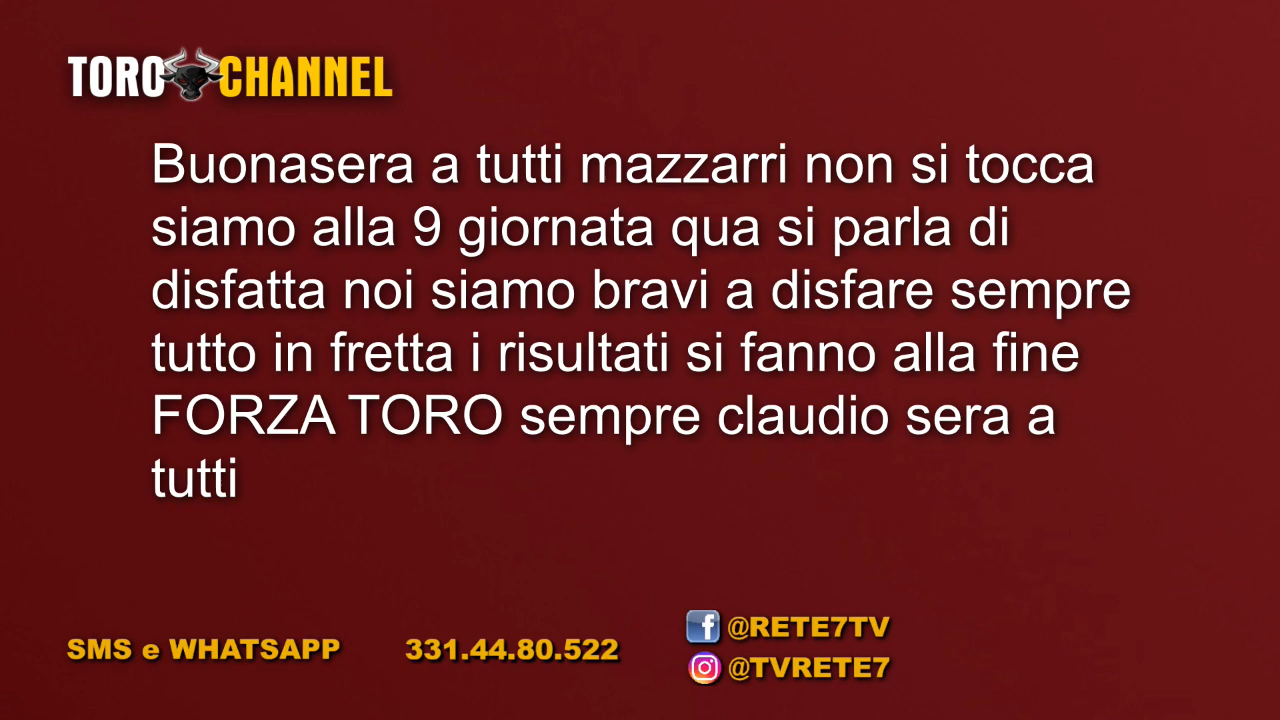 TORO CHANNEL
Buonasera a tutti mazzarri non si tocca
siamo alla 9 giornata qua si parla di
disfatta noi siamo bravi a disfare sempre
tutto in fretta i risultati si fanno alla fine
FORZA TORO sempre claudio sera a
tutti
SMS e WHATSAPP 331.44.80.522
@RETE7TV
@TVRETE7